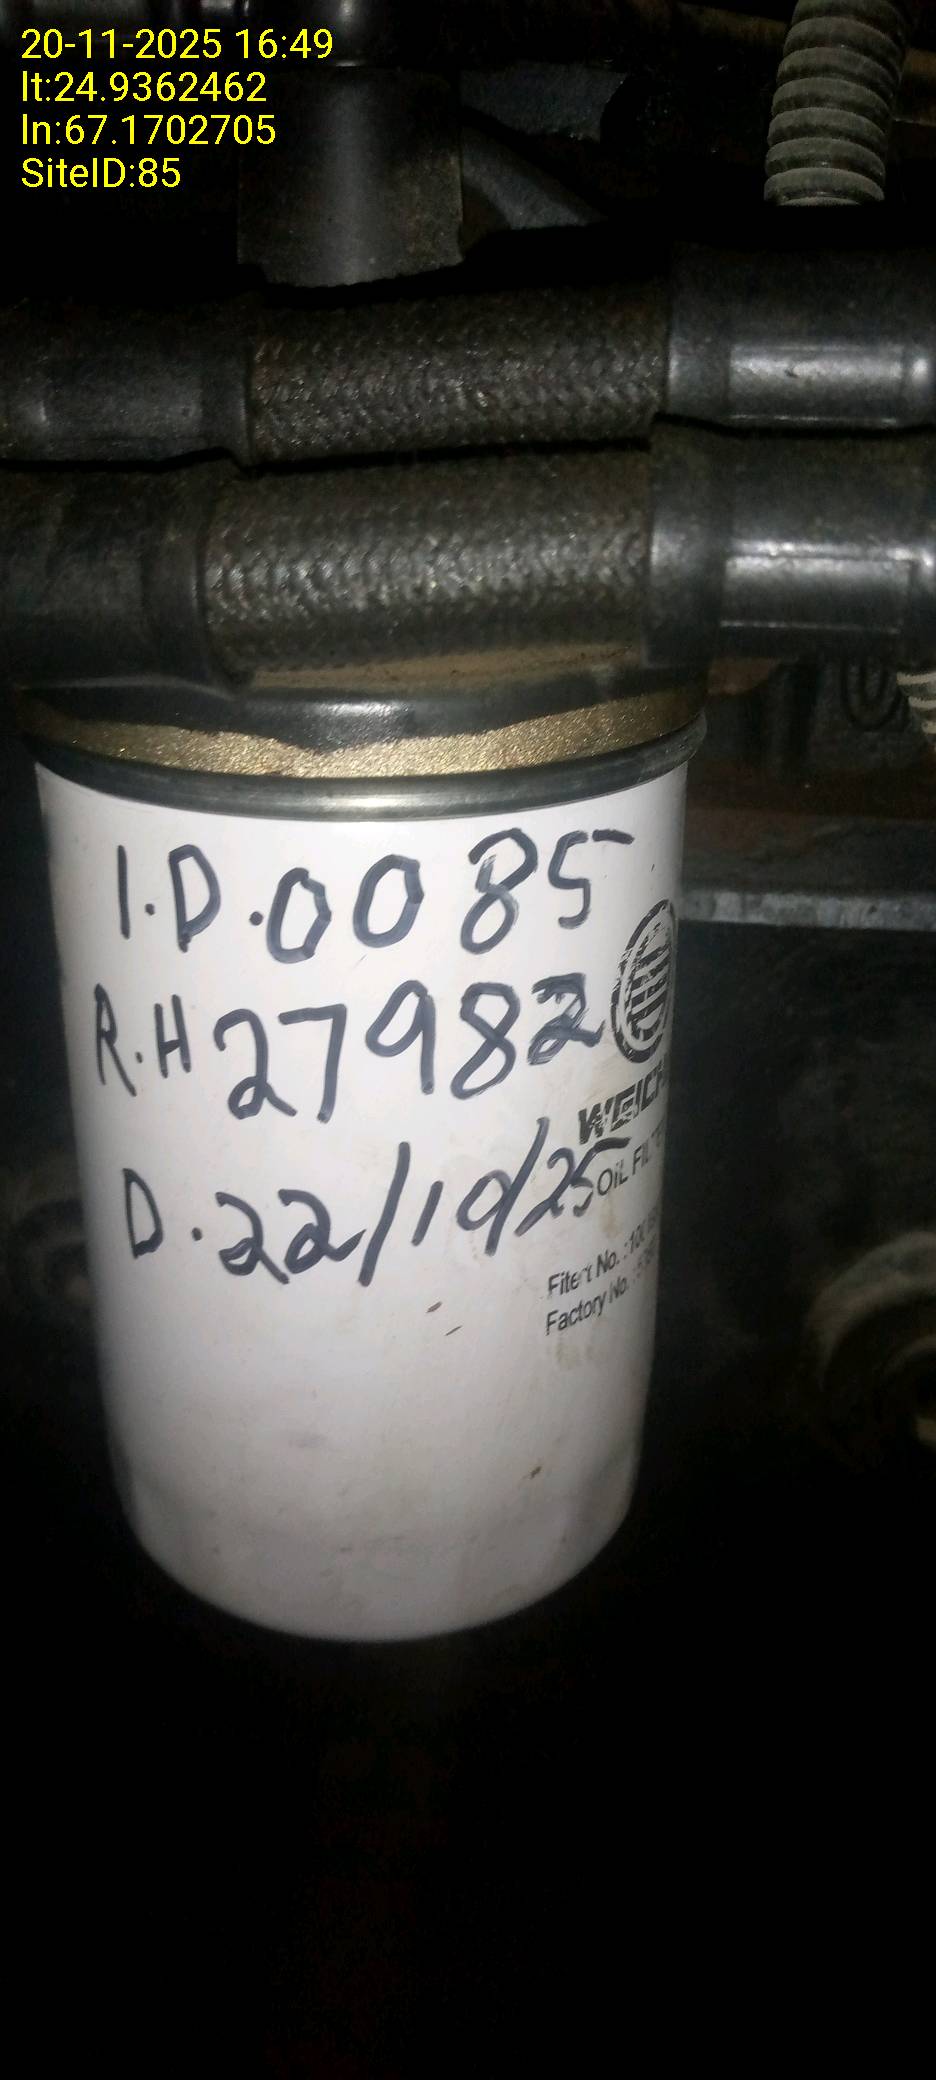 20-11-2025 16:49
lt:24.9362462
ln:67.1702705
SiteID:85
I.D.0085
R.H 27982
D.22/10/25
WEICH
OIL FILT
Filter No.
Factory No.